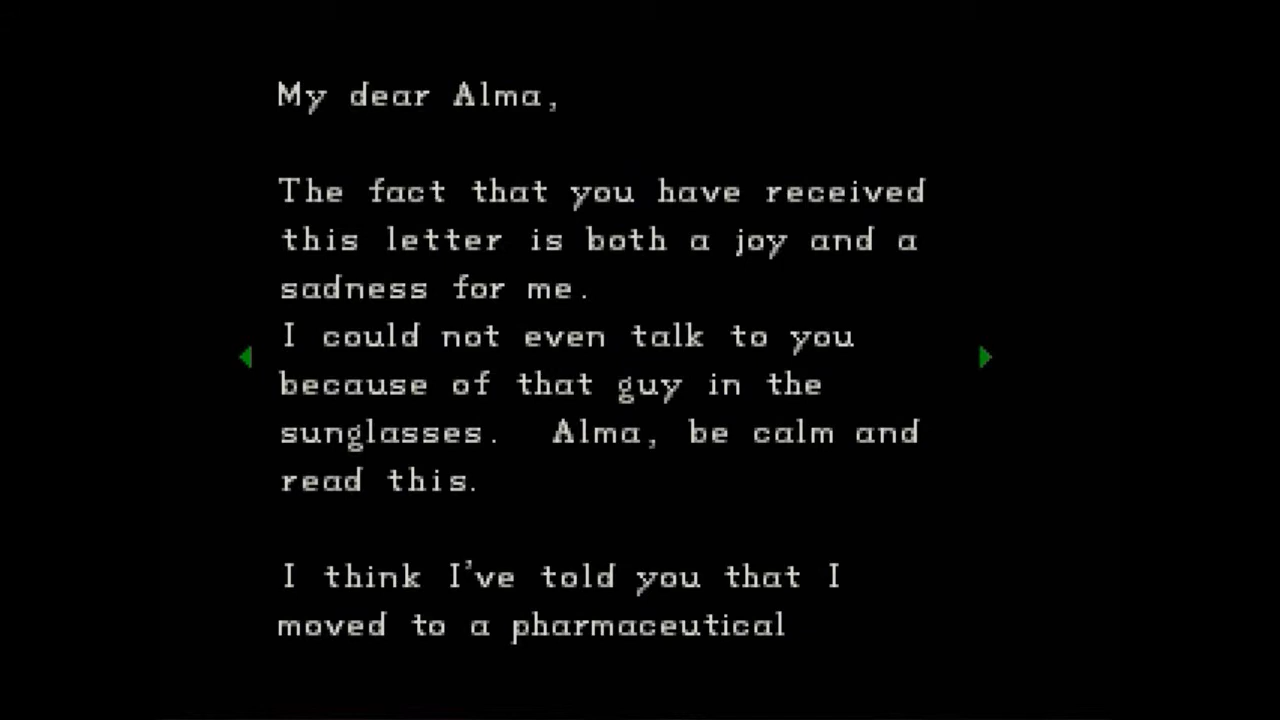 My dear Alma,
The fact that you have received
this letter is both a joy and a
sadness for me.
I could not even talk to you
because of that guy in the
sunglasses. Alma, be calm and
read this.
I think I've told you that I
moved to a pharmaceutical